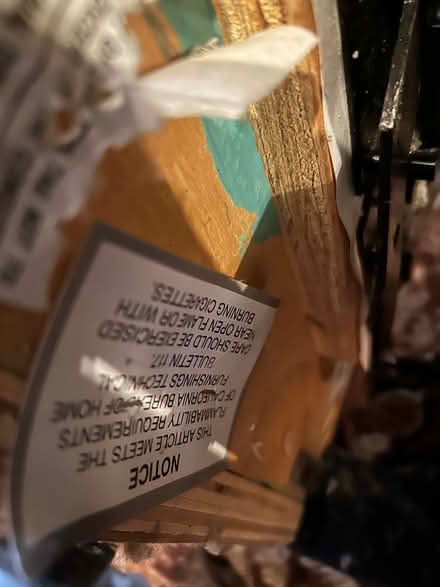 NOTICE
THIS ARTICLE MEETS THE
FLAMMABILITY REQUIREMENTS
OF CALIFORNIA BUREAU OF HOME
FURNISHINGS TECHNICAL
BULLETIN 117.
CARE SHOULD BE EXERCISED
NEAR OPEN FLAME OR WITH
BURNING CIGARETTES.